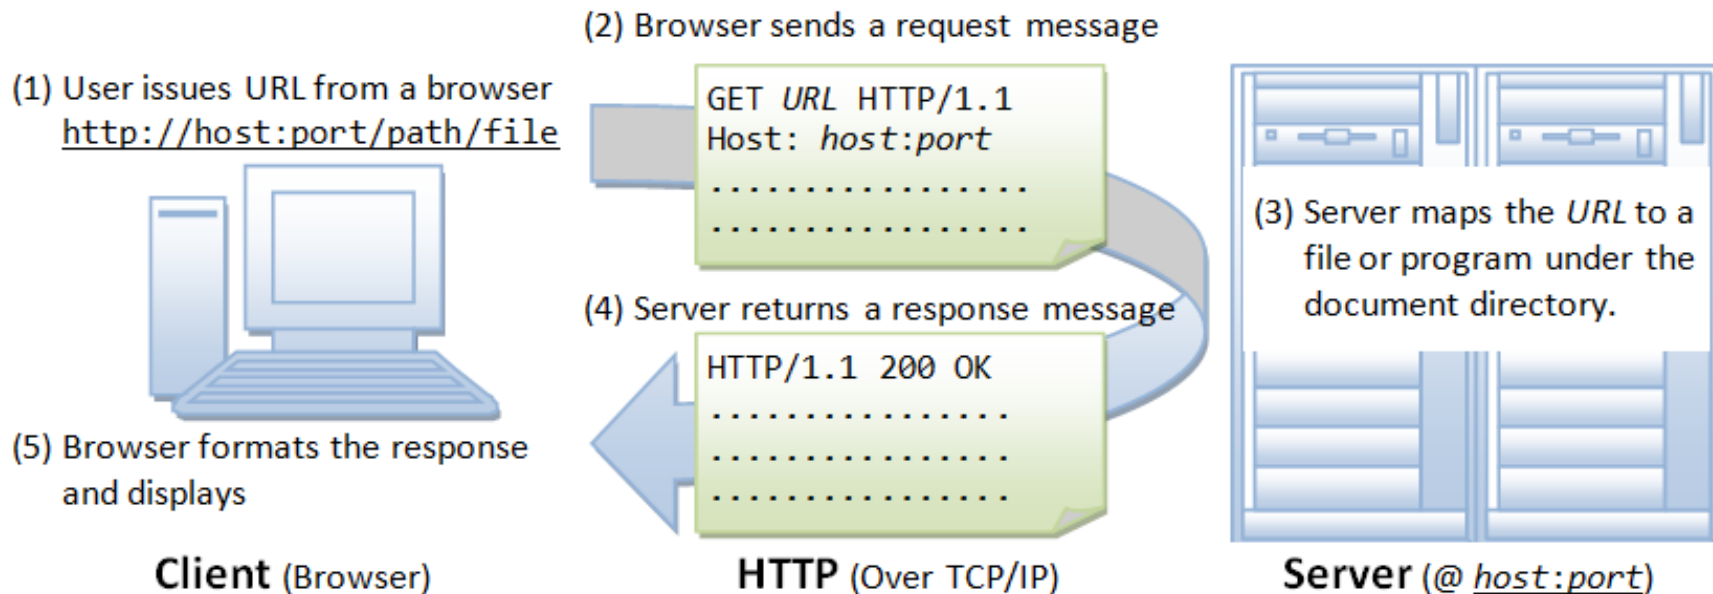 (1) User issues URL from a browser
http://host:port/path/file
(2) Browser sends a request message
GET URL HTTP/1.1
Host: host:port
..................
..................
(3) Server maps the URL to a
file or program under the
document directory.
(4) Server returns a response message
HTTP/1.1 200 OK
................
................
................
(5) Browser formats the response
and displays
Client (Browser)
HTTP (Over TCP/IP)
Server (@ host:port)